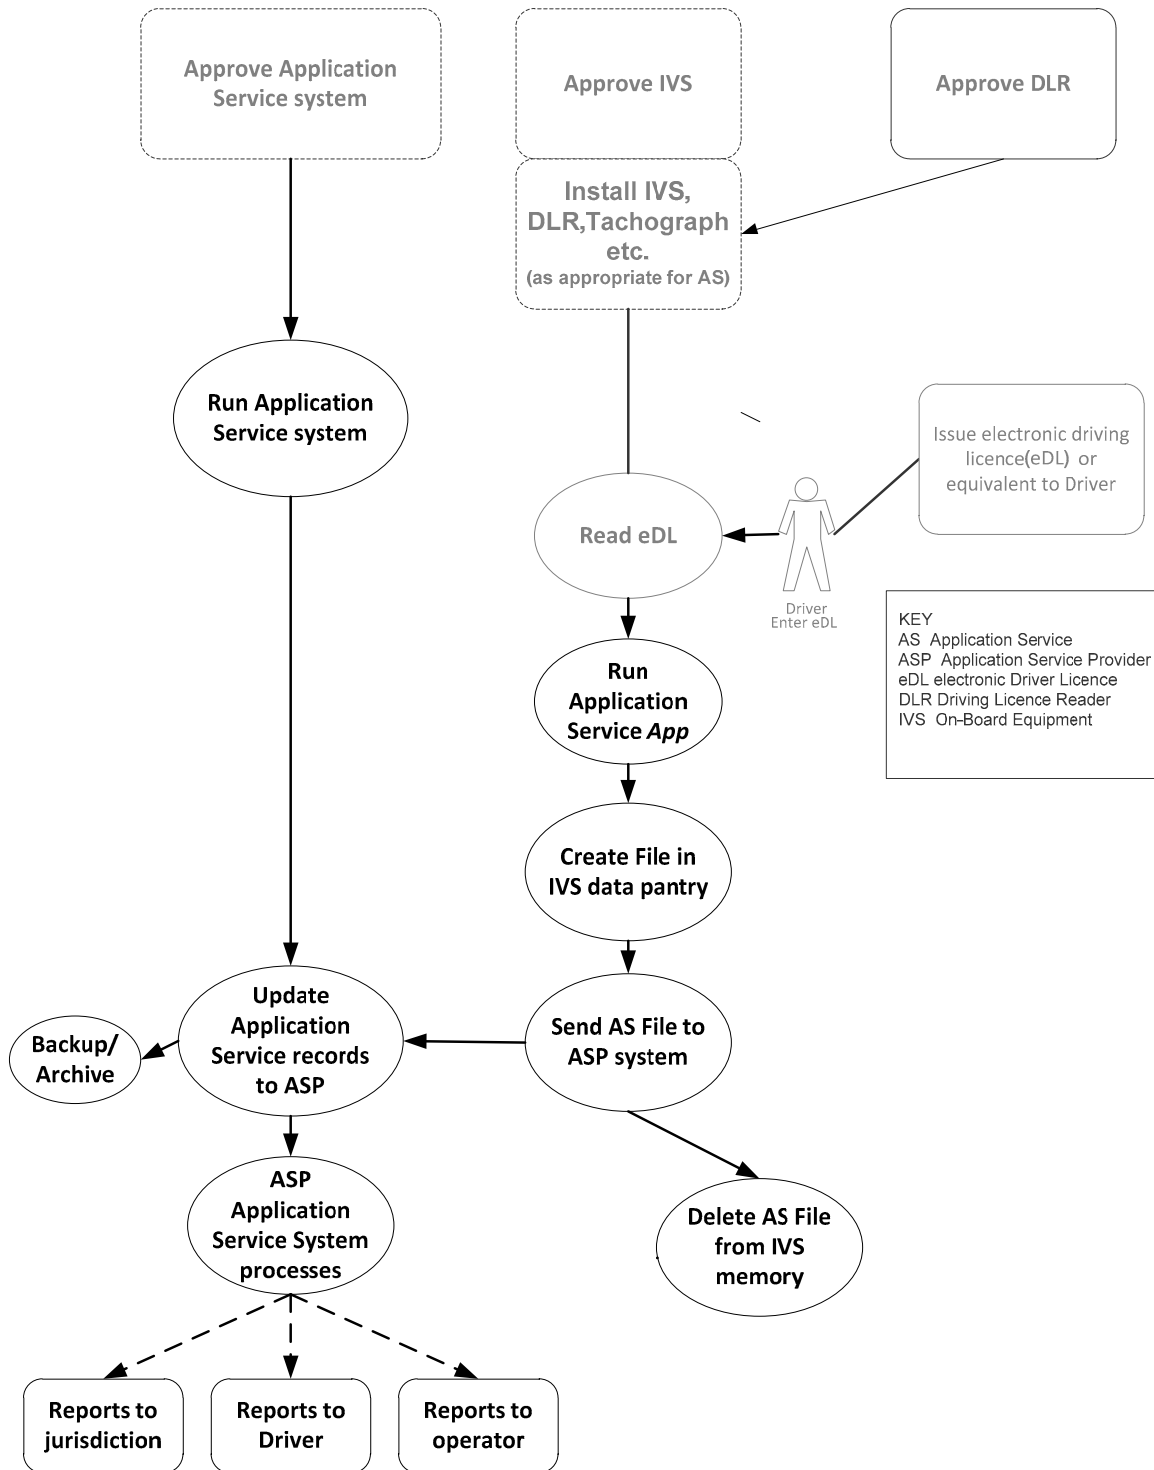 Approve Application
Service system
Approve IVS
Approve DLR
Install IVS,
DLR,Tachograph
etc.
(as appropriate for AS)
Run Application
Service system
Issue electronic driving
licence(eDL) or
equivalent to Driver
Read eDL
Driver
Enter eDL
KEY
AS Application Service
ASP Application Service Provider
eDL electronic Driver Licence
DLR Driving Licence Reader
IVS On-Board Equipment
Run
Application
Service App
Create File in
IVS data pantry
Update
Application
Service records
to ASP
Send AS File to
ASP system
Backup/
Archive
ASP
Application
Service System
processes
Delete AS File
from IVS
memory
Reports to
jurisdiction
Reports to
Driver
Reports to
operator